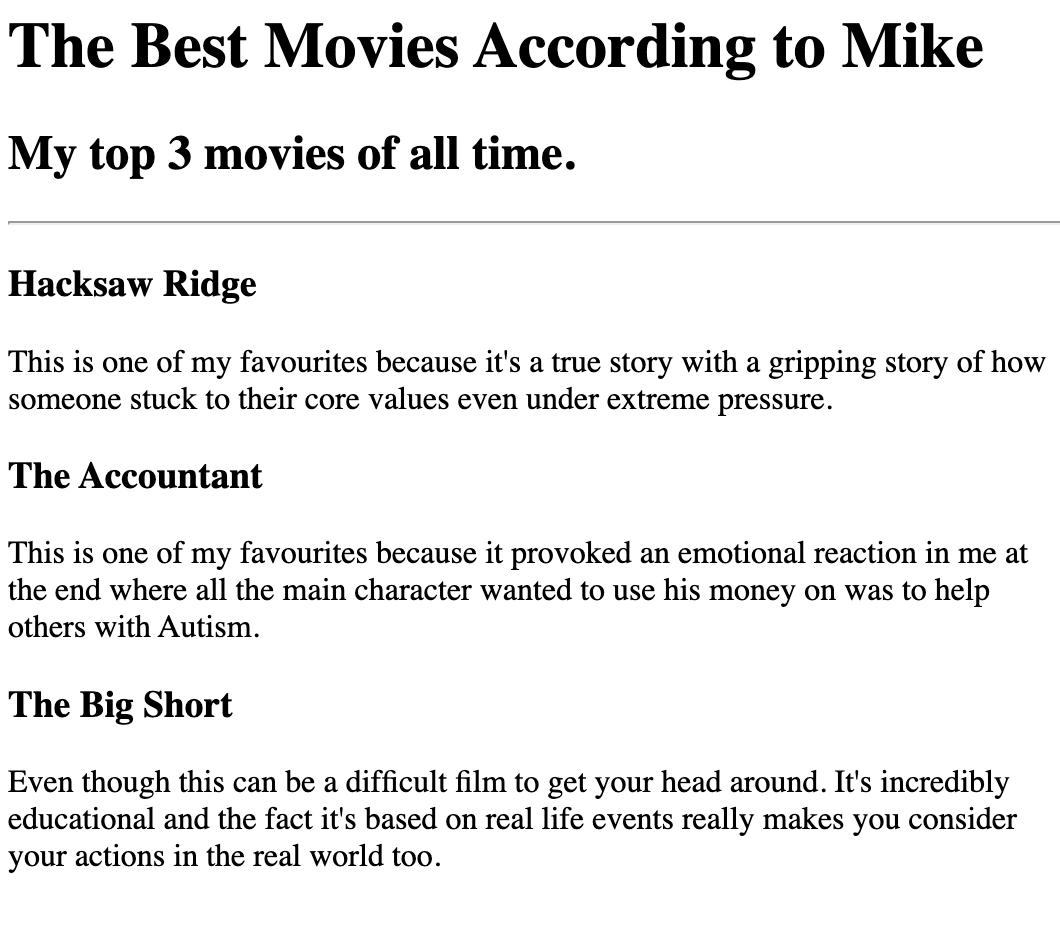 The Best Movies According to Mike
My top 3 movies of all time.
Hacksaw Ridge
This is one of my favourites because it's a true story with a gripping story of how
someone stuck to their core values even under extreme pressure.
The Accountant
This is one of my favourites because it provoked an emotional reaction in me at
the end where all the main character wanted to use his money on was to help
others with Autism.
The Big Short
Even though this can be a difficult film to get your head around. It's incredibly
educational and the fact it's based on real life events really makes you consider
your actions in the real world too.